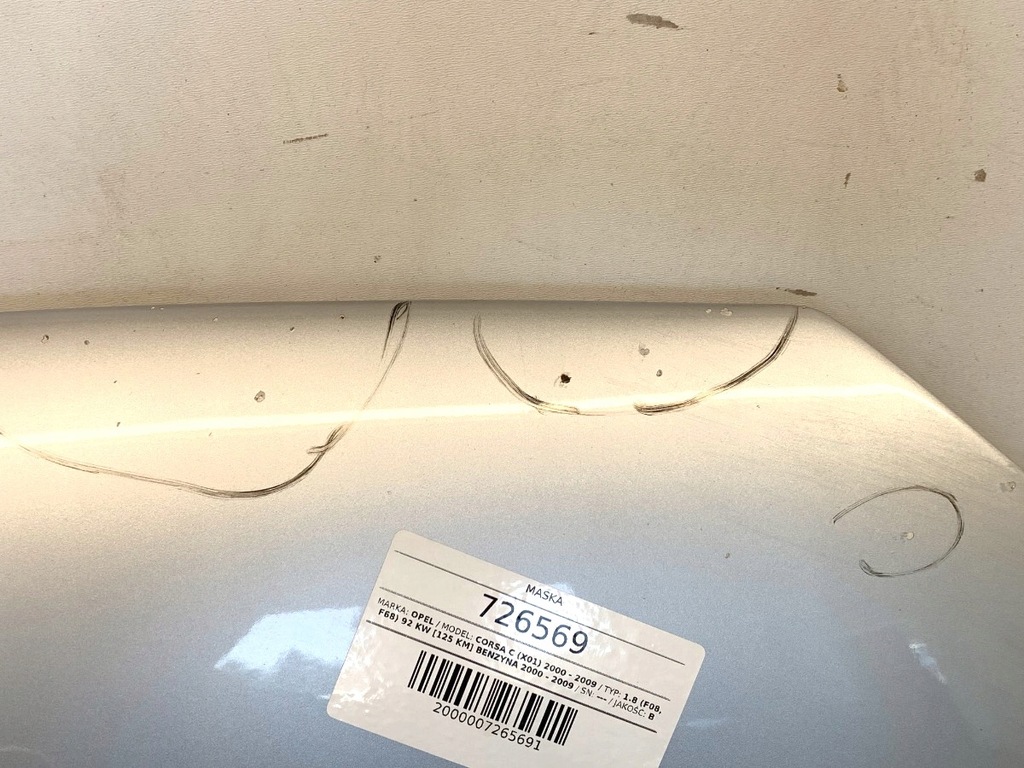 MASKA
726569
MARKA: OPEL / MODEL: CORSA C (X01) 2000 - 2009 / TYP: 1.8 (F08,
F68) 92 KW [125 KM] BENZYNA 2000 - 2009 / SN: --- / JAKOŚĆ: B
2000007265691